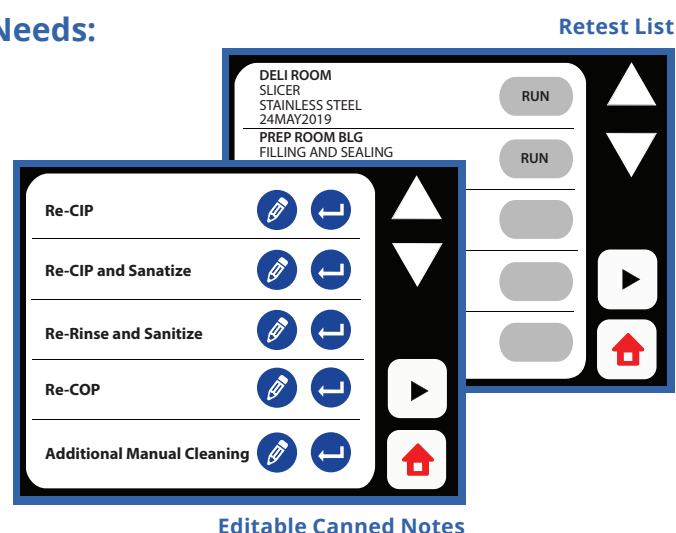 Needs:
Retest List
DELI ROOM
SLICER
STAINLESS STEEL
24MAY2019
RUN
PREP ROOM BLG
FILLING AND SEALING
RUN
Re-CIP
Re-CIP and Sanatize
Re-Rinse and Sanitize
Re-COP
Additional Manual Cleaning
Editable Canned Notes